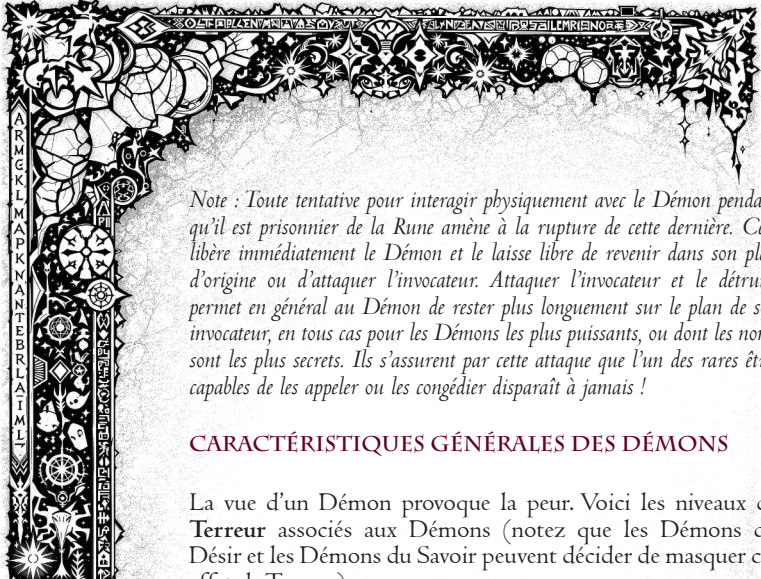 Note : Toute tentative pour interagir physiquement avec le Démon penda
qu'il est prisonnier de la Rune amène à la rupture de cette dernière. Ce
libère immédiatement le Démon et le laisse libre de revenir dans son pla
d'origine ou d'attaquer l'invocateur. Attaquer l'invocateur et le détrui
permet en général au Démon de rester plus longuement sur le plan de so
invocateur, en tous cas pour les Démons les plus puissants, ou dont les nom
sont les plus secrets. Ils s'assurent par cette attaque que l'un des rares êtr
capables de les appeler ou les congédier disparaît à jamais !
CARACTÉRISTIQUES GÉNÉRALES DES DÉMONS
La vue d'un Démon provoque la peur. Voici les niveaux d
Terreur associés aux Démons (notez que les Démons d
Désir et les Démons du Savoir peuvent décider de masquer c